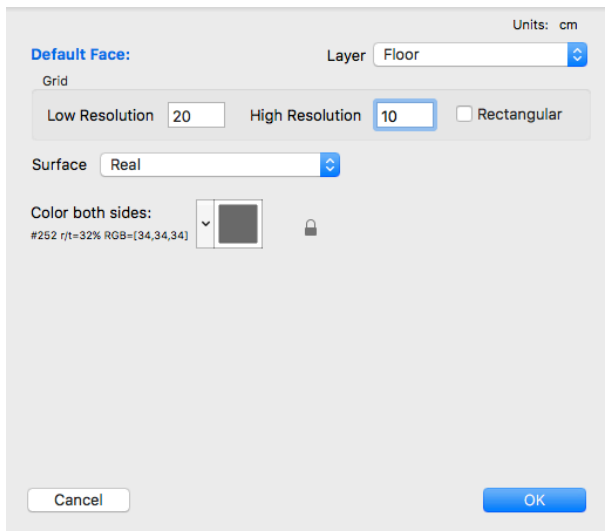 Units: cm
Default Face:
Layer Floor
Grid
Low Resolution 20 High Resolution 10 Rectangular
Surface Real
Color both sides:
#252 r/t=32% RGB=[34,34,34]
Cancel OK